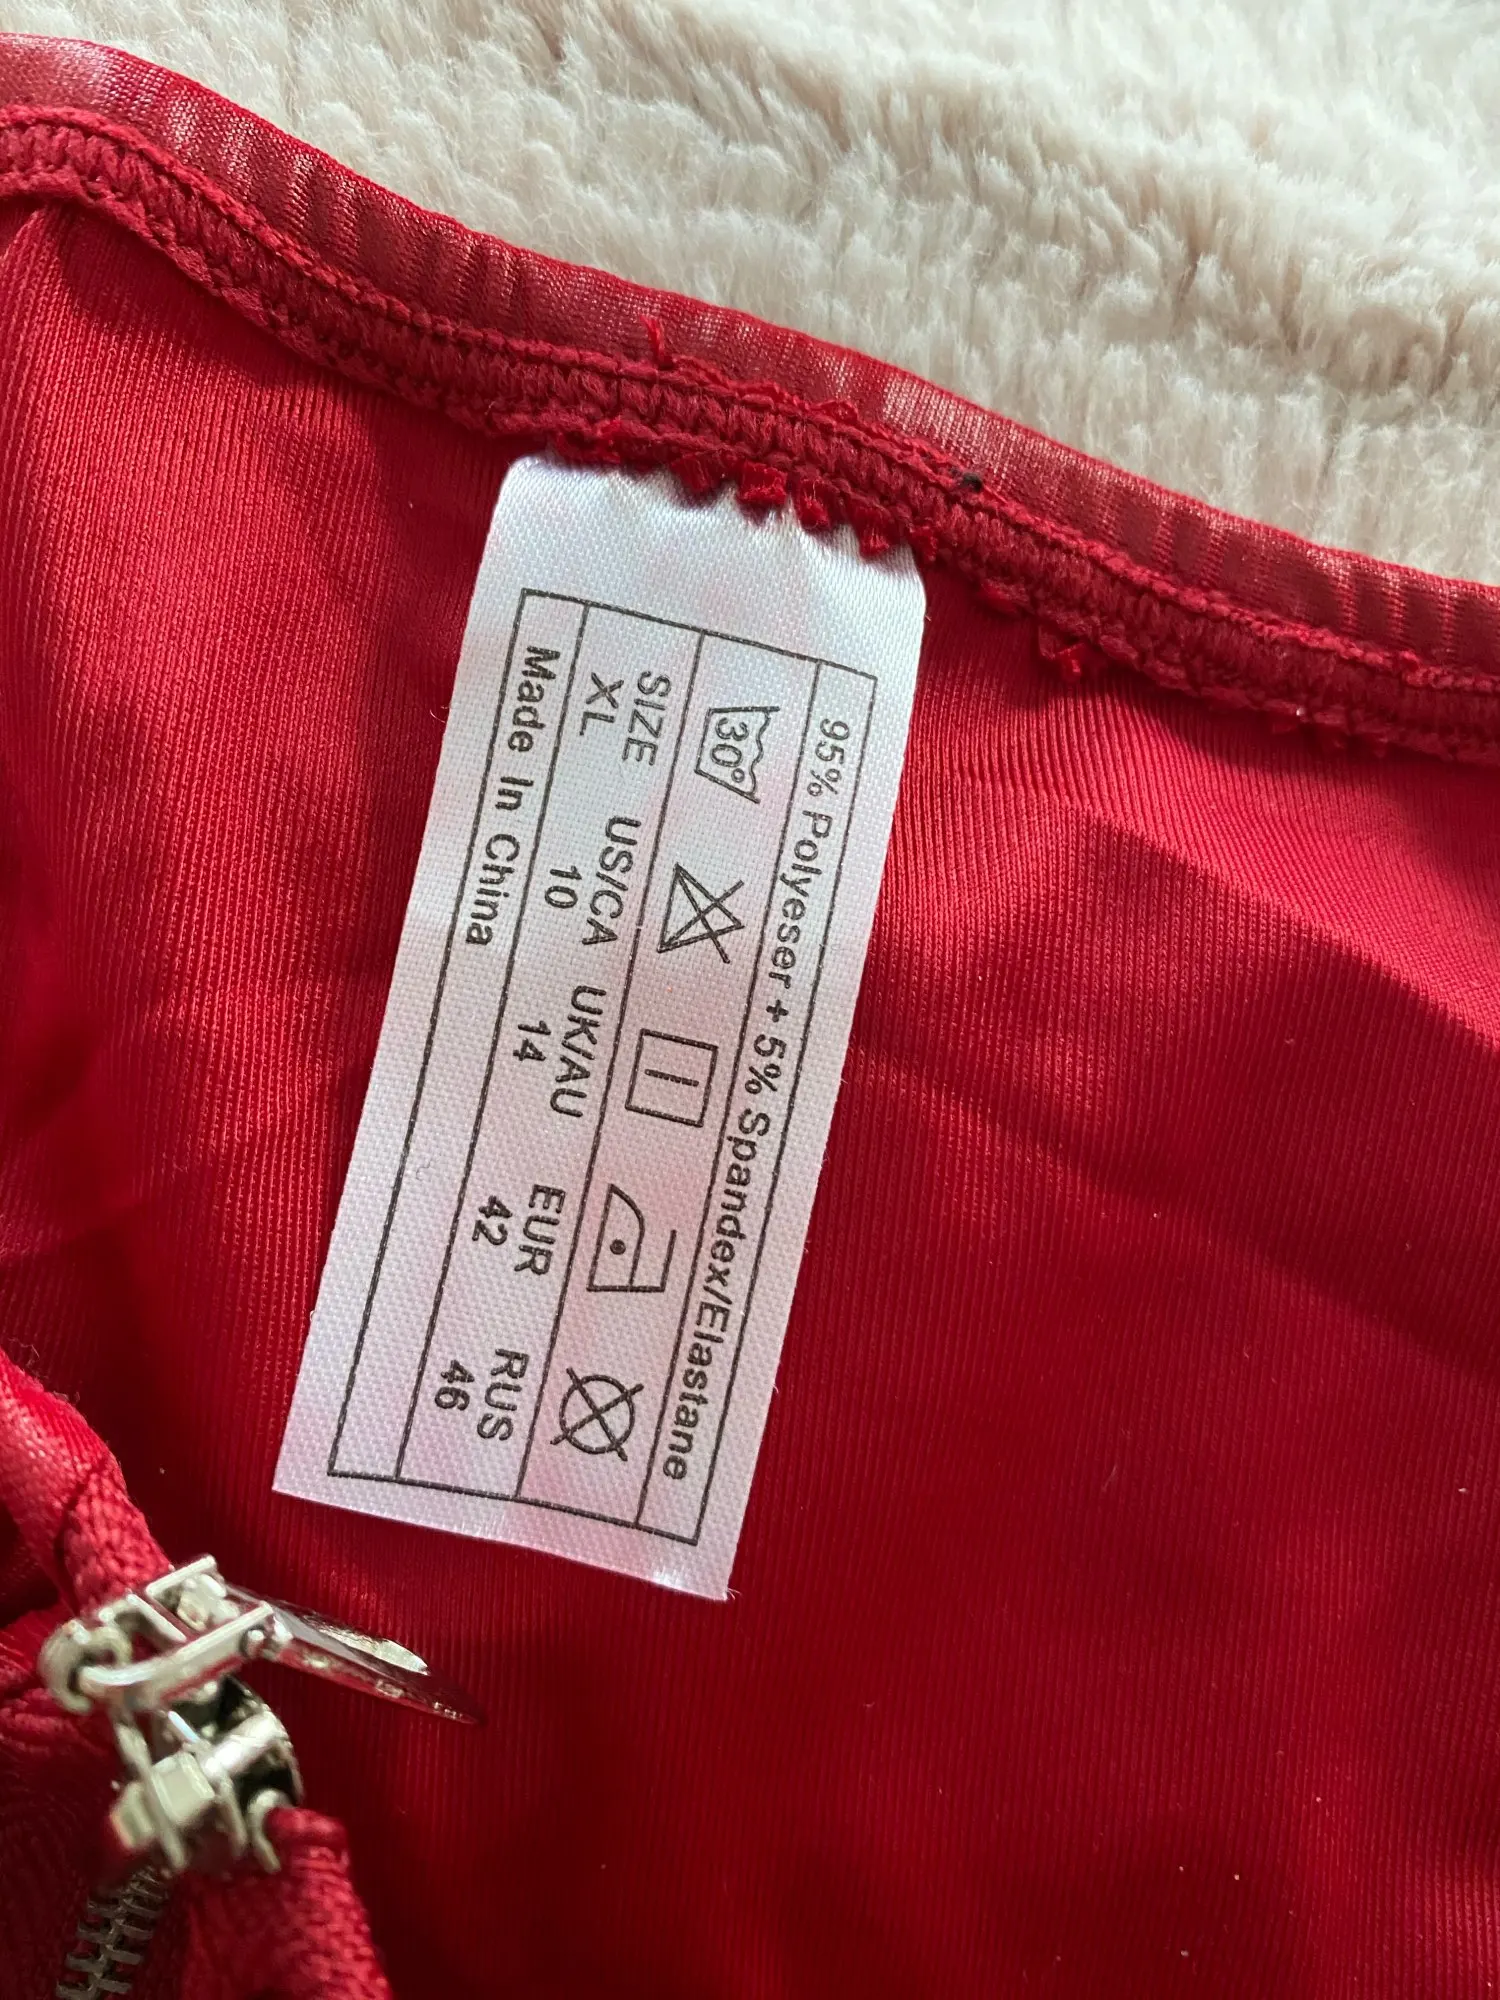 95% Polyeser + 5% Spandex/Elastane
30°
SIZE US/CA UK/AU EUR RUS
XL 10 14 42 46
Made In China